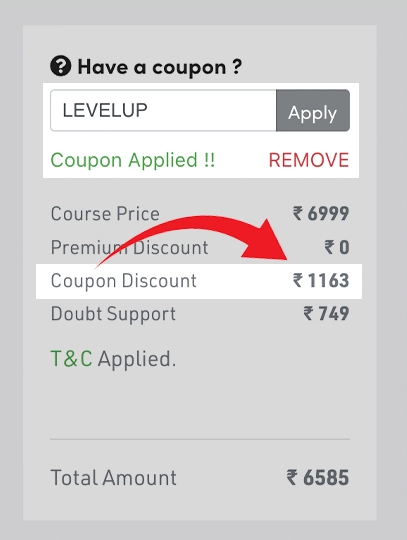 Have a coupon ?
LEVELUP Apply
Coupon Applied !! REMOVE
Course Price ₹ 6999
Premium Discount ₹ 0
Coupon Discount ₹ 1163
Doubt Support ₹ 749
T&C Applied.
Total Amount ₹ 6585